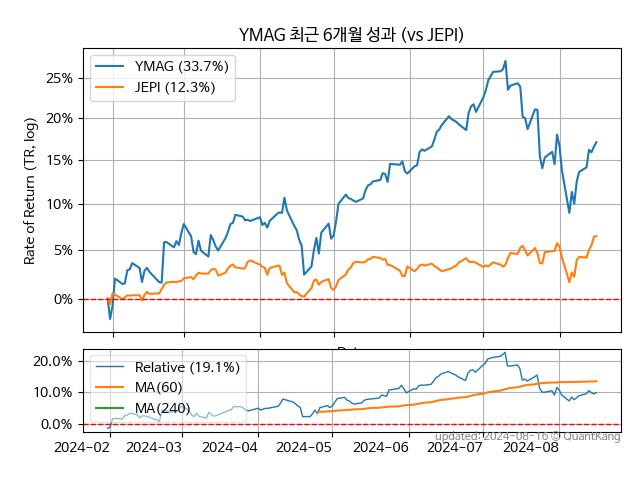 YMAG 최근 6개월 성과 (vs JEPI)
Rate of Return (TR, log)
25%
20%
15%
10%
5%
0%
YMAG (33.7%)
JEPI (12.3%)
20.0%
10.0%
0.0%
Relative (19.1%)
MA(60)
MA(240)
2024-02 2024-03 2024-04 2024-05 2024-06 2024-07 2024-08
updated: 2024-08-16 © QuantKang